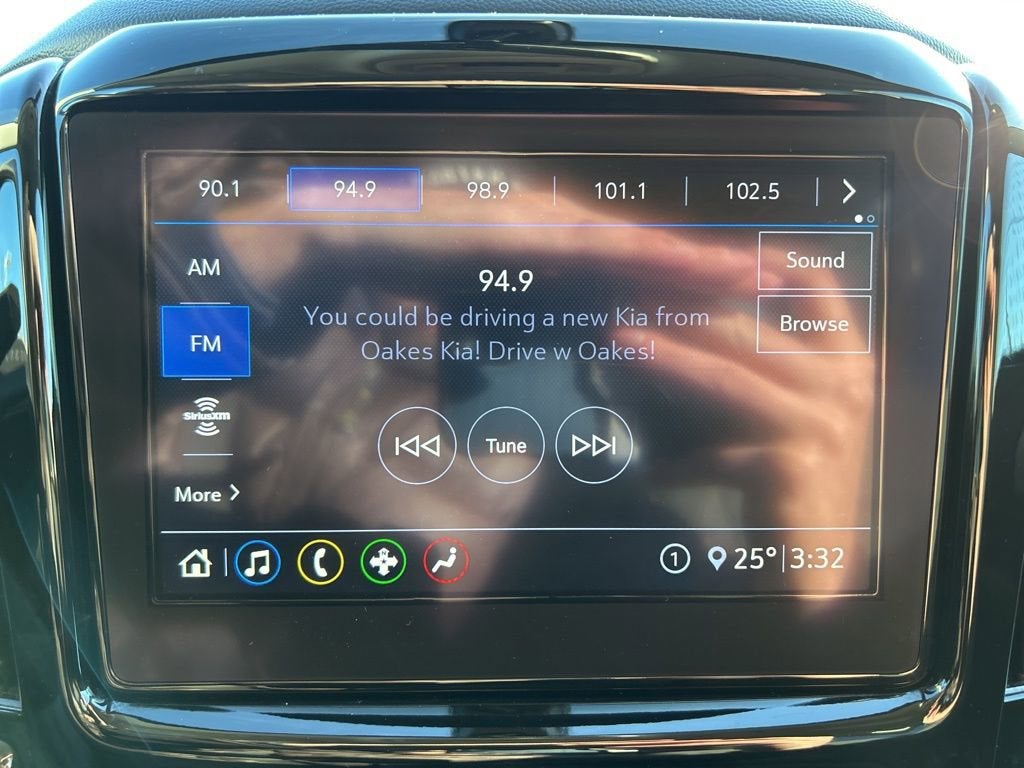 90.1 94.9 98.9 101.1 102.5
AM
FM
SiriusXM
More
94.9
You could be driving a new Kia from
Oakes Kia! Drive w Oakes!
Tune
Sound
Browse
1 25° 3:32